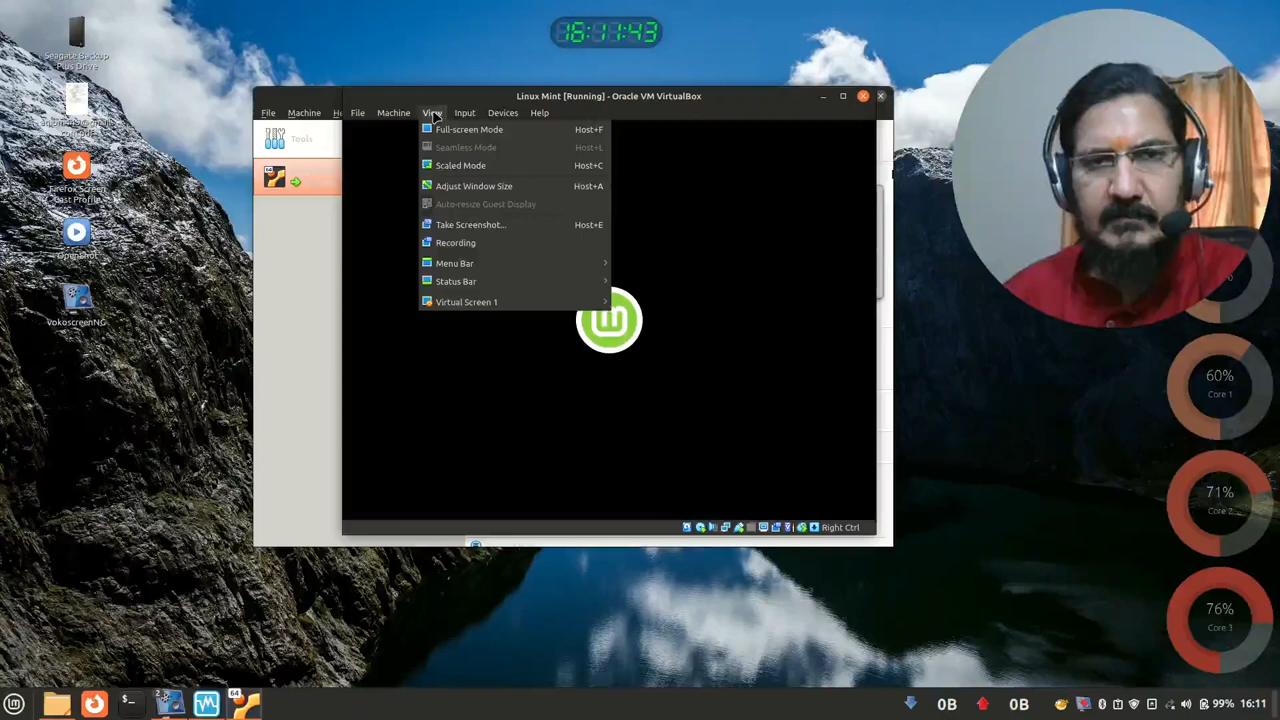 16:11:43
Seagate Backup
Plus Drive
Firefox Screen
Cast Profile
OpenShot
vokoscreenNG
Linux Mint [Running] - Oracle VM VirtualBox
File Machine
File Machine View Input Devices Help
Tools
64
Full-screen Mode Host+F
Seamless Mode Host+L
Scaled Mode Host+C
Adjust Window Size Host+A
Auto-resize Guest Display
Take Screenshot... Host+E
Recording
Menu Bar
Status Bar
Virtual Screen 1
Right Ctrl
60%
Core 1
71%
Core 2
76%
Core 3
2
64
0B
0B
99%
16:11